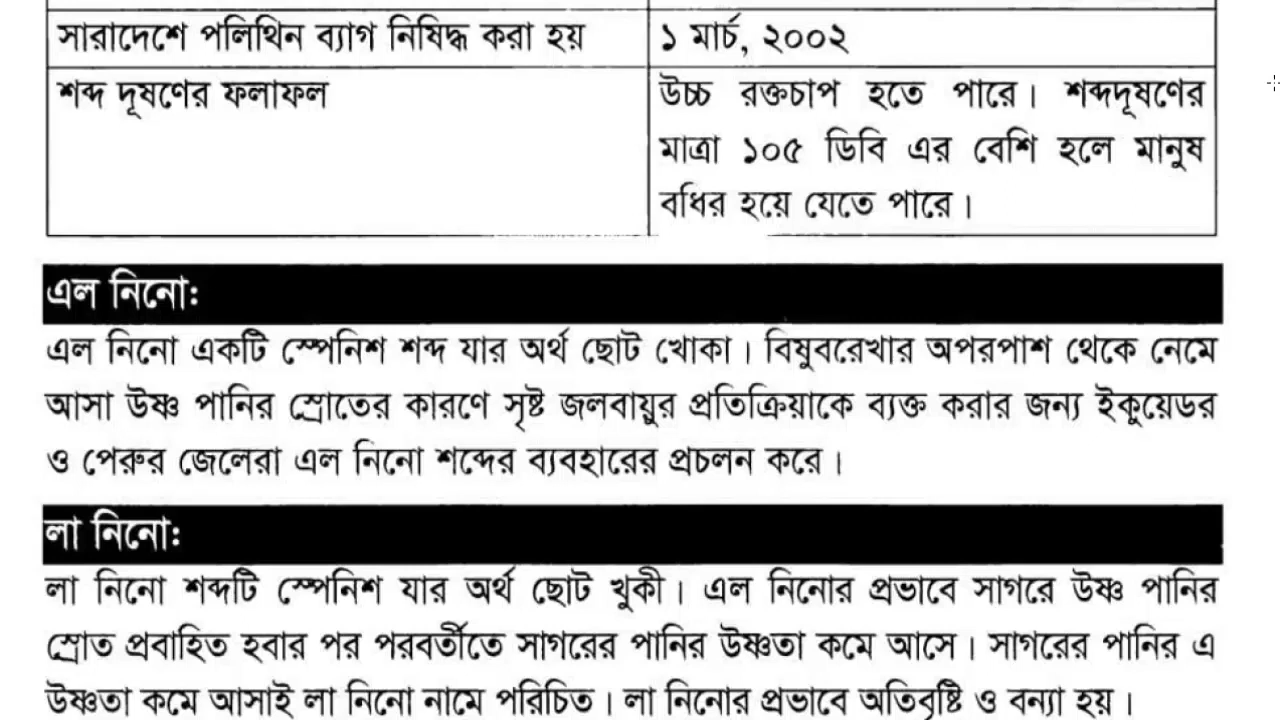 সারাদেশে পলিথিন ব্যাগ নিষিদ্ধ করা হয়
১ মার্চ, ২০০২
শব্দ দূষণের ফলাফল
উচ্চ রক্তচাপ হতে পারে। শব্দদূষণের
মাত্রা ১০৫ ডিবি এর বেশি হলে মানুষ
বধির হয়ে যেতে পারে।
এল নিনো:
এল নিনো একটি স্পেনিশ শব্দ যার অর্থ ছোট খোকা। বিষুবরেখার অপরপাশ থেকে নেমে
আসা উষ্ণ পানির স্রোতের কারণে সৃষ্ট জলবায়ুর প্রতিক্রিয়াকে ব্যক্ত করার জন্য ইকুয়েডর
ও পেরুর জেলেরা এল নিনো শব্দের ব্যবহারের প্রচলন করে।
লা নিনো:
লা নিনো শব্দটি স্পেনিশ যার অর্থ ছোট খুকী। এল নিনোর প্রভাবে সাগরে উষ্ণ পানির
স্রোত প্রবাহিত হবার পর পরবর্তীতে সাগরের পানির উষ্ণতা কমে আসে। সাগরের পানির এ
উষ্ণতা কমে আসাই লা নিনো নামে পরিচিত। লা নিনোর প্রভাবে অতিবৃষ্টি ও বন্যা হয়।